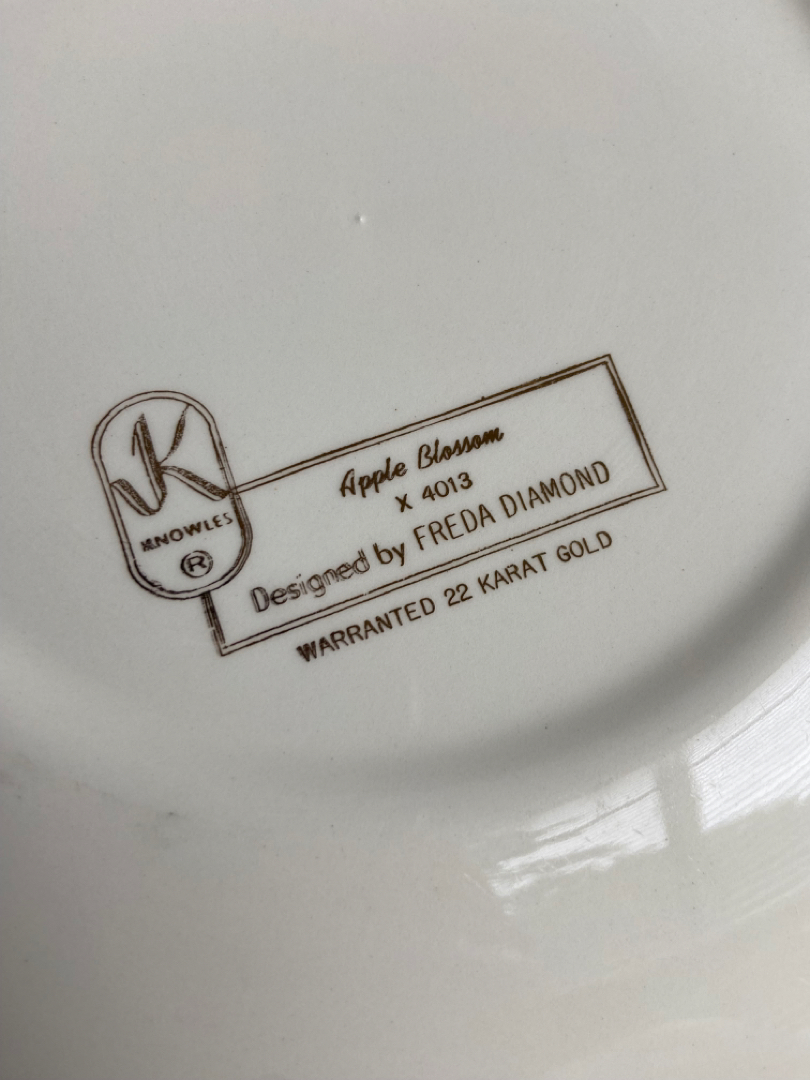 K
KNOWLES
®
Apple Blossom
X 4013
Designed by FREDA DIAMOND
WARRANTED 22 KARAT GOLD